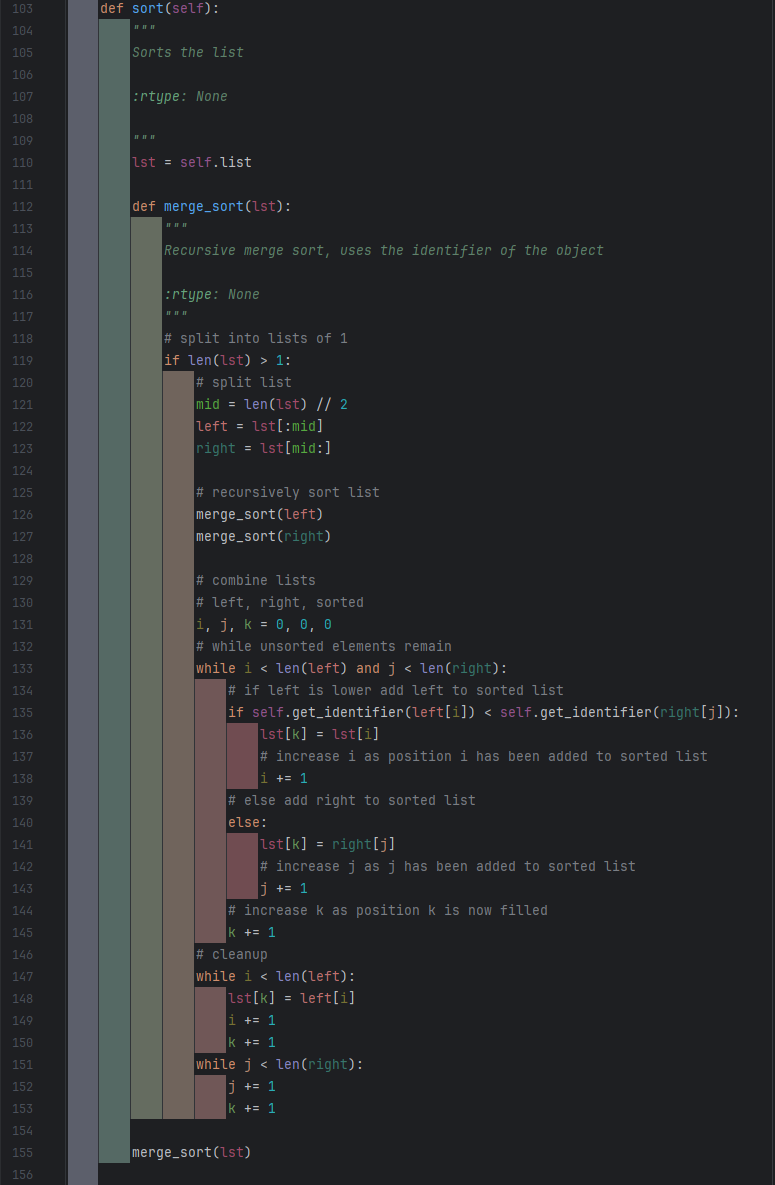 103 def sort(self):
104 """
105 Sorts the list
106
107 :rtype: None
108
109 """
110 lst = self.list
111
112 def merge_sort(lst):
113 """
114 Recursive merge sort, uses the identifier of the object
115
116 :rtype: None
117 """
118 # split into lists of 1
119 if len(lst) > 1:
120 # split list
121 mid = len(lst) // 2
122 left = lst[:mid]
123 right = lst[mid:]
124
125 # recursively sort list
126 merge_sort(left)
127 merge_sort(right)
128
129 # combine lists
130 # left, right, sorted
131 i, j, k = 0, 0, 0
132 # while unsorted elements remain
133 while i < len(left) and j < len(right):
134 # if left is lower add left to sorted list
135 if self.get_identifier(left[i]) < self.get_identifier(right[j]):
136 lst[k] = lst[i]
137 # increase i as position i has been added to sorted list
138 i += 1
139 # else add right to sorted list
140 else:
141 lst[k] = right[j]
142 # increase j as j has been added to sorted list
143 j += 1
144 # increase k as position k is now filled
145 k += 1
146 # cleanup
147 while i < len(left):
148 lst[k] = left[i]
149 i += 1
150 k += 1
151 while j < len(right):
152 j += 1
153 k += 1
154
155 merge_sort(lst)
156